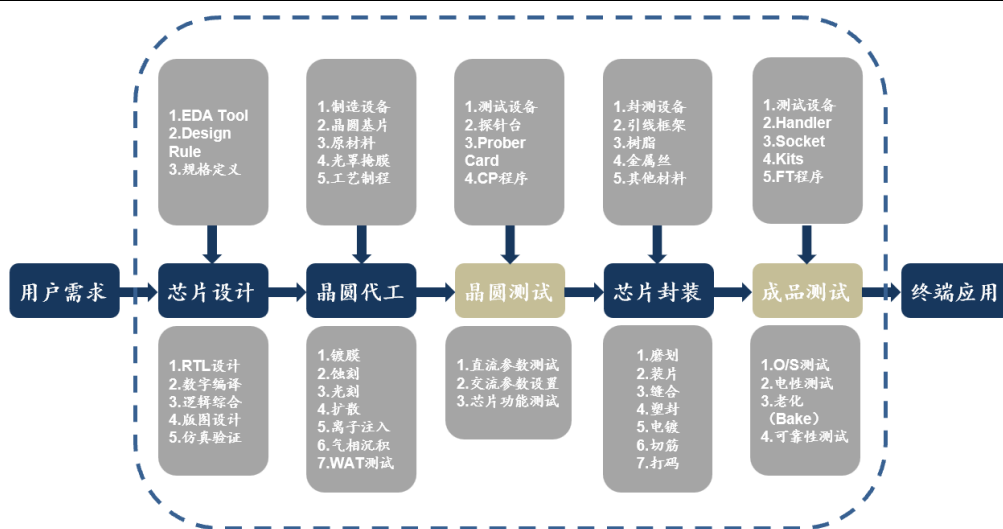 1.EDA Tool
2.Design
Rule
3.规格定义
1.制造设备
2.晶圆基片
3.原材料
4.光罩掩膜
5.工艺制程
1.测试设备
2.探针台
3.Prober
Card
4.CP程序
1.封测设备
2.引线框架
3.树脂
4.金属丝
5.其他材料
1.测试设备
2.Handler
3.Socket
4.Kits
5.FT程序
用户需求
芯片设计
晶圆代工
晶圆测试
芯片封装
成品测试
终端应用
1.RTL设计
2.数字编译
3.逻辑综合
4.版图设计
5.仿真验证
1.镀膜
2.蚀刻
3.光刻
4.扩散
5.离子注入
6.气相沉积
7.WAT测试
1.直流参数测试
2.交流参数设置
3.芯片功能测试
1.磨划
2.装片
3.缝合
4.塑封
5.电镀
6.切筋
7.打码
1.O/S测试
2.电性测试
3.老化
（Bake）
4.可靠性测试